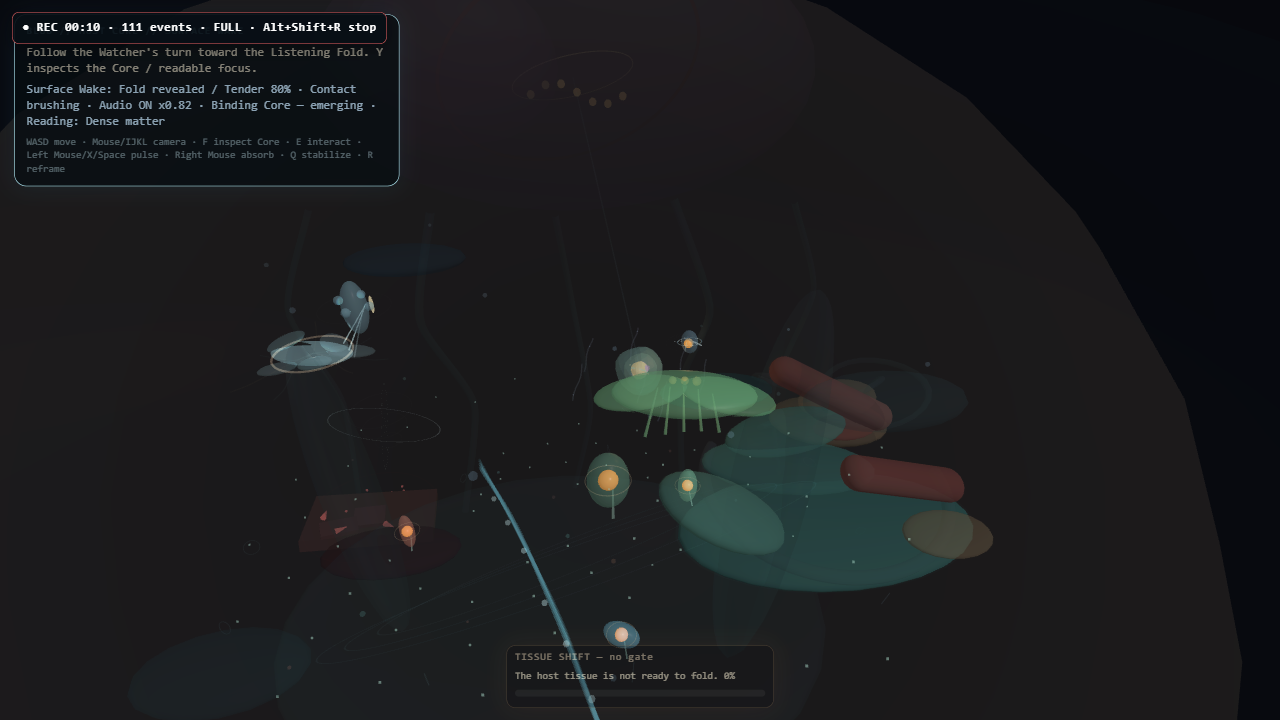 ● REC 00:10 · 111 events · FULL · Alt+Shift+R stop
Follow the Watcher's turn toward the Listening Fold. Y
inspects the Core / readable focus.
Surface Wake: Fold revealed / Tender 80% · Contact
brushing · Audio ON x0.82 · Binding Core — emerging ·
Reading: Dense matter
WASD move · Mouse/IJKL camera · F inspect Core · E interact ·
Left Mouse/X/Space pulse · Right Mouse absorb · Q stabilize · R
reframe
TISSUE SHIFT — no gate
The host tissue is not ready to fold. 0%